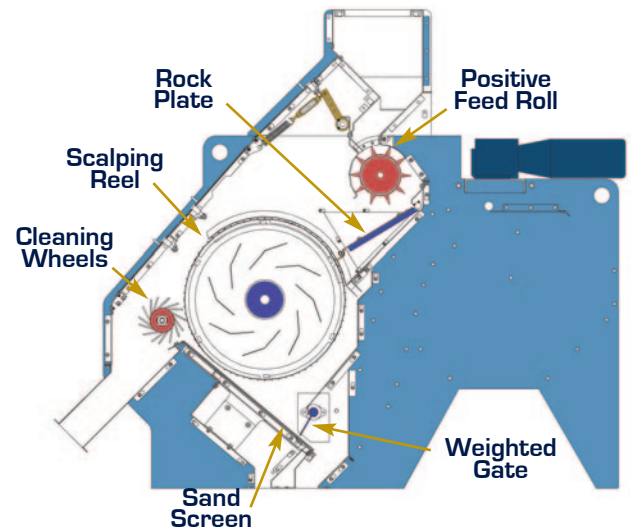 Rock
Plate
Positive
Feed Roll
Scalping
Reel
Cleaning
Wheels
Weighted
Gate
Sand
Screen